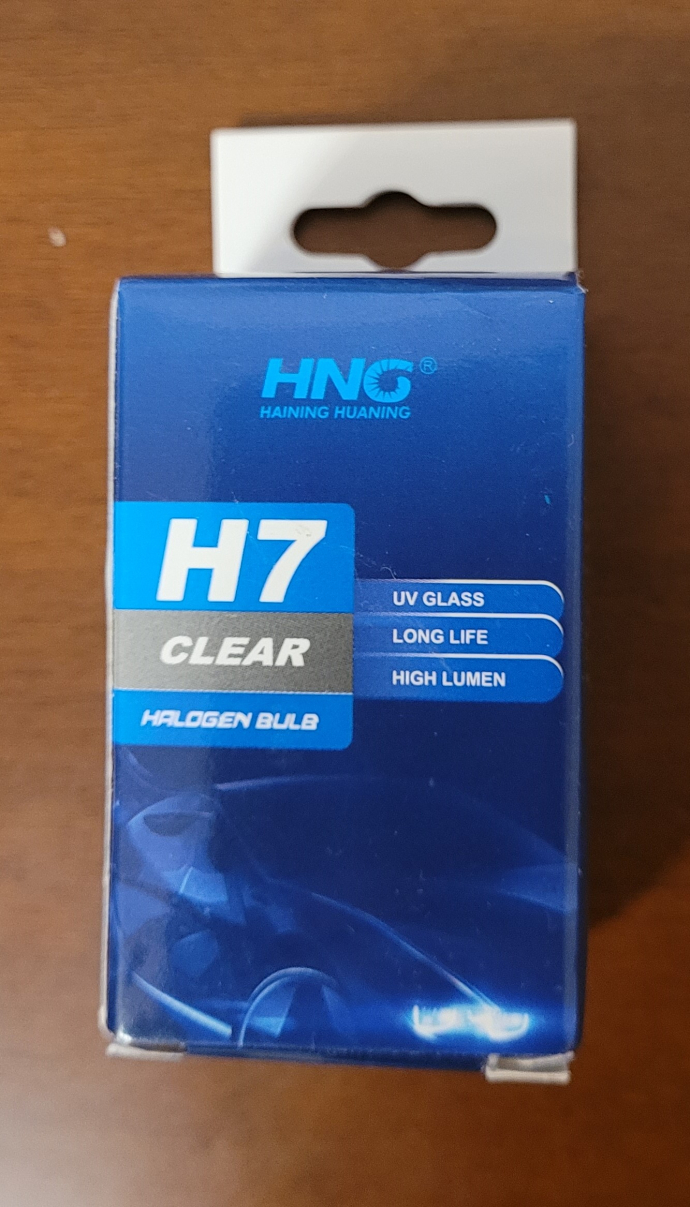 HNG®
HAINING HUANING
H7
CLEAR
HALOGEN BULB
UV GLASS
LONG LIFE
HIGH LUMEN